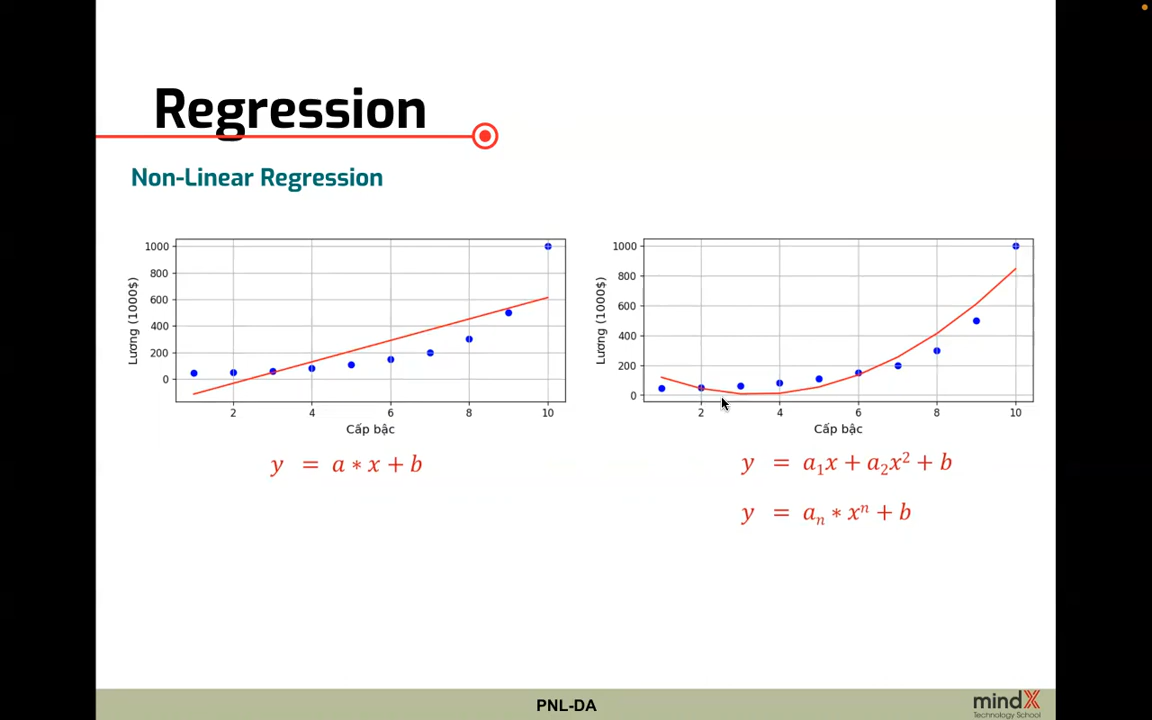 Regression
Non-Linear Regression
1000
800
600
400
200
0
Lương (1000$)
2 4 6 8 10
Cấp bậc
y = a ∗ x + b
1000
800
600
400
200
0
Lương (1000$)
2 4 6 8 10
Cấp bậc
y = a₁x + a₂x² + b
y = aₙ ∗ xⁿ + b
PNL-DA
mindX
Technology School